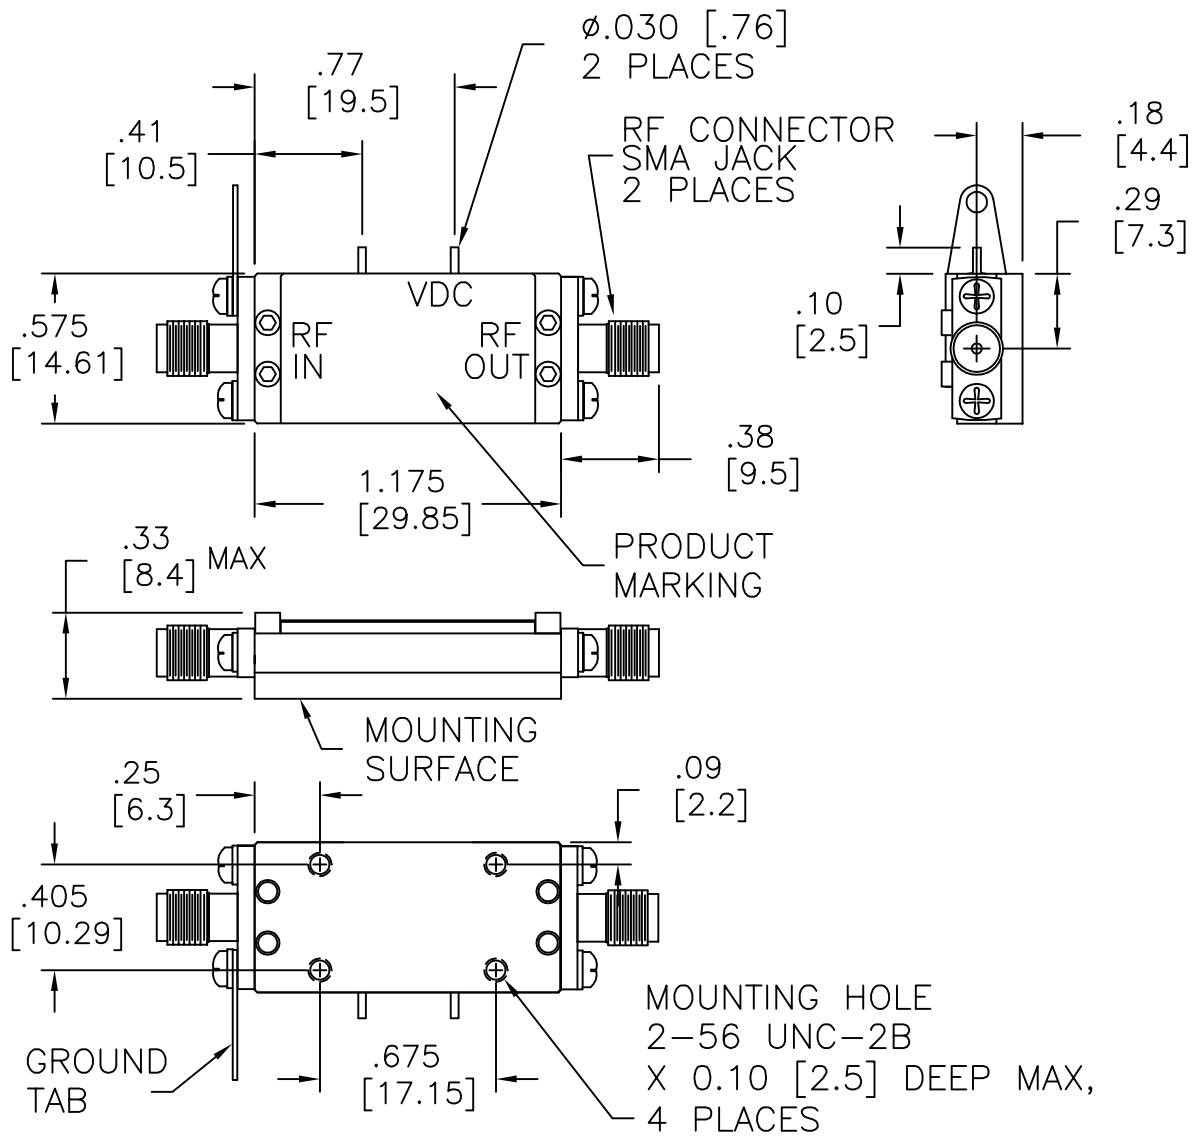 ⌀.030 [.76]
2 PLACES
.77
[19.5]
.41
[10.5]
RF CONNECTOR
SMA JACK
2 PLACES
.18
[4.4]
.29
[7.3]
VDC
.575
[14.61]
RF
IN
RF
OUT
.10
[2.5]
.38
[9.5]
1.175
[29.85]
PRODUCT
MARKING
.33
[8.4] MAX
MOUNTING
SURFACE
.25
[6.3]
.09
[2.2]
.405
[10.29]
GROUND
TAB
.675
[17.15]
MOUNTING HOLE
2-56 UNC-2B
X 0.10 [2.5] DEEP MAX,
4 PLACES